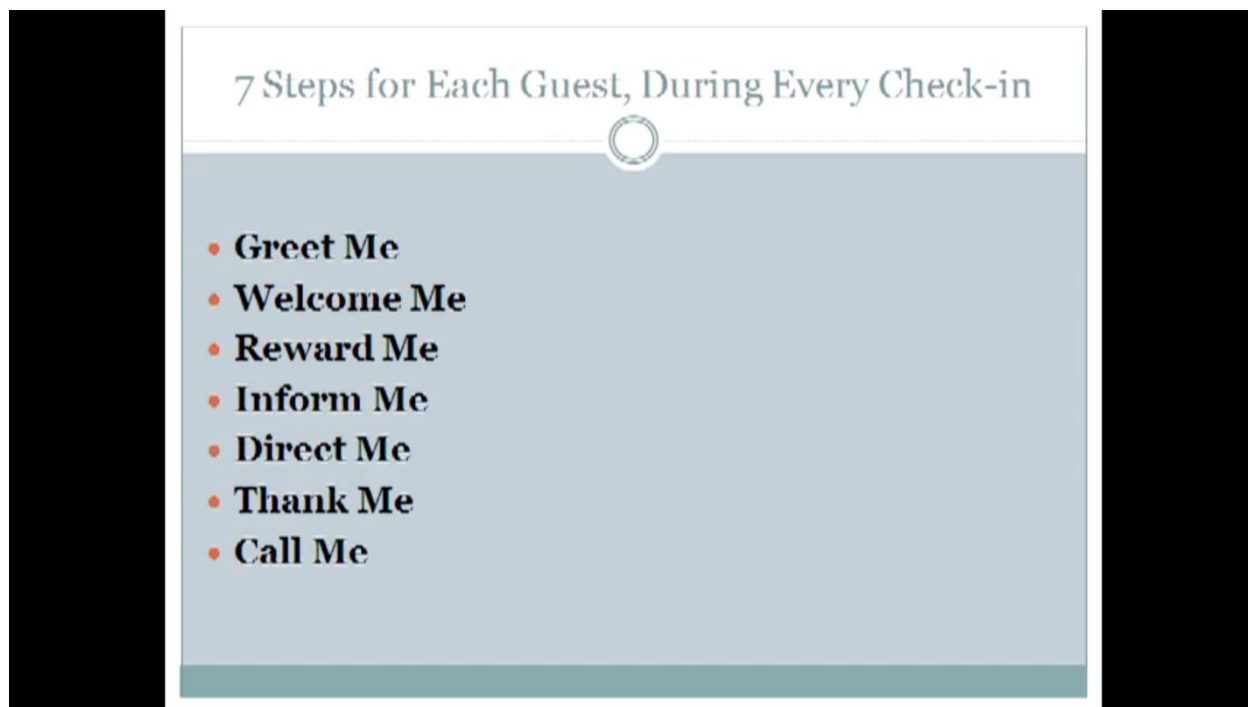 7 Steps for Each Guest, During Every Check-in
• Greet Me
• Welcome Me
• Reward Me
• Inform Me
• Direct Me
• Thank Me
• Call Me